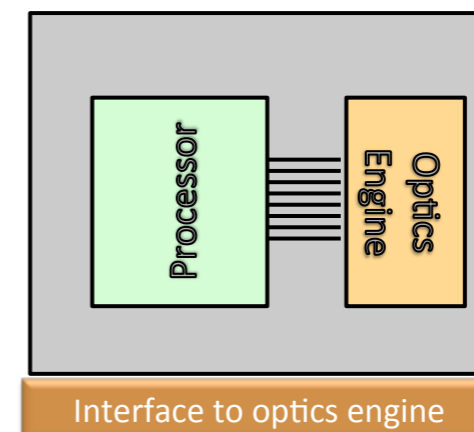 Processor
Optics
Engine
Interface to optics engine